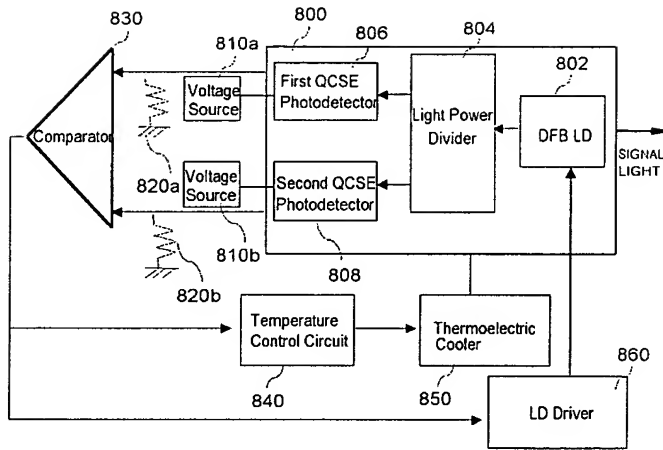 830
810a
800
806
804
802
Voltage
Source
First QCSE
Photodetector
Light Power
Divider
DFB LD
Comparator
SIGNAL
LIGHT
820a
Voltage
Source
Second QCSE
Photodetector
810b
808
820b
Temperature
Control Circuit
Thermoelectric
Cooler
840
850
860
LD Driver